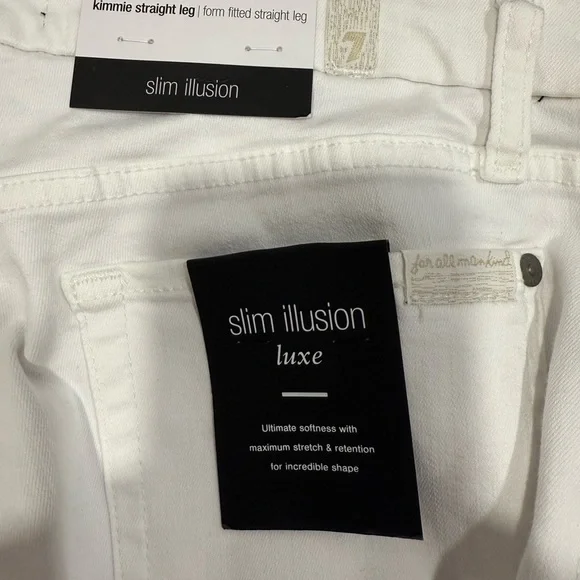 kimmie straight leg | form fitted straight leg
7
slim illusion
for all mankind
slim illusion
luxe
Ultimate softness with
maximum stretch & retention
for incredible shape